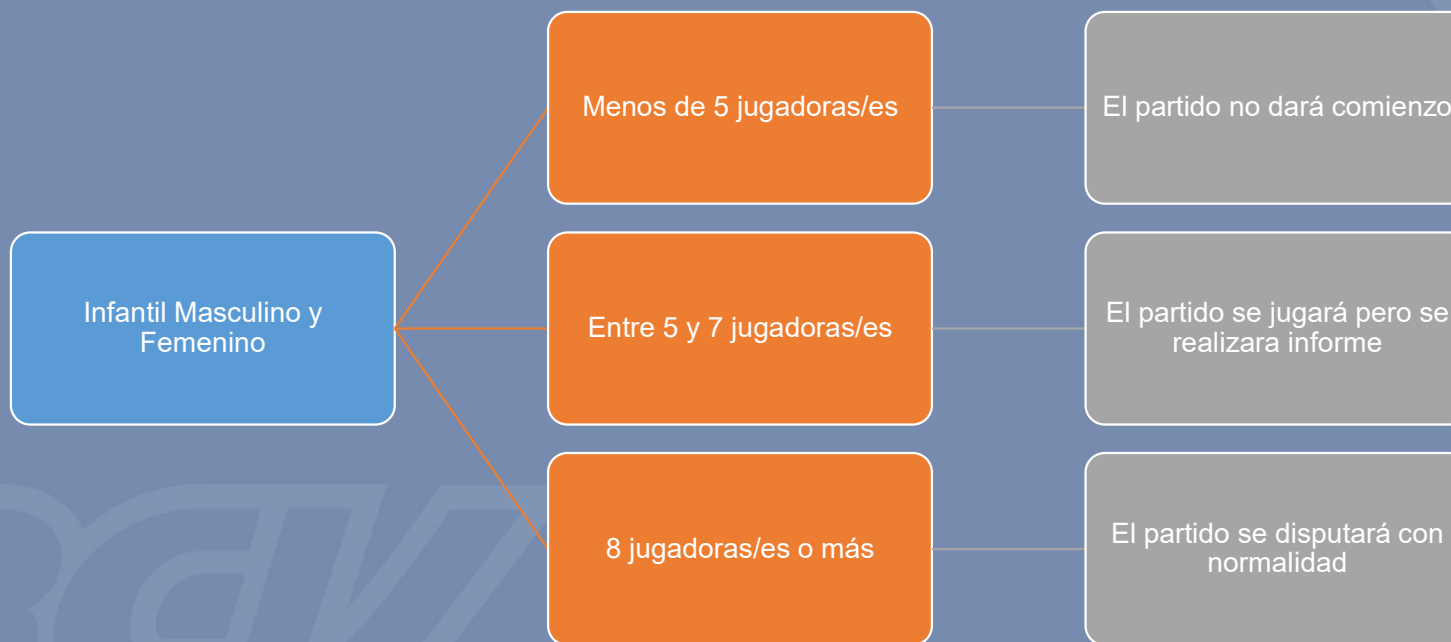 Menos de 5 jugadoras/es
El partido no dará comienzo
Infantil Masculino y
Femenino
Entre 5 y 7 jugadoras/es
El partido se jugará pero se
realizara informe
8 jugadoras/es o más
El partido se disputará con
normalidad